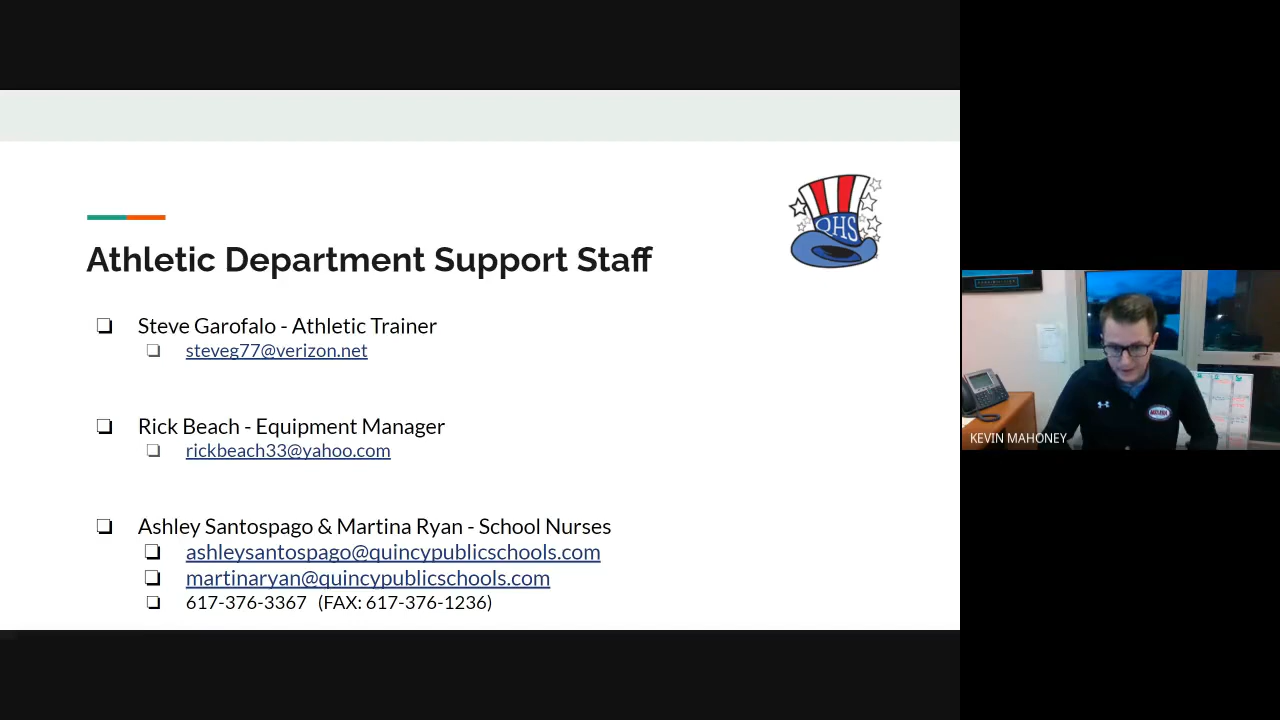 QHS
Athletic Department Support Staff
Steve Garofalo - Athletic Trainer
steveg77@verizon.net
Rick Beach - Equipment Manager
rickbeach33@yahoo.com
Ashley Santospago & Martina Ryan - School Nurses
ashleysantospago@quincypublicschools.com
martinaryan@quincypublicschools.com
617-376-3367 (FAX: 617-376-1236)
KEVIN MAHONEY